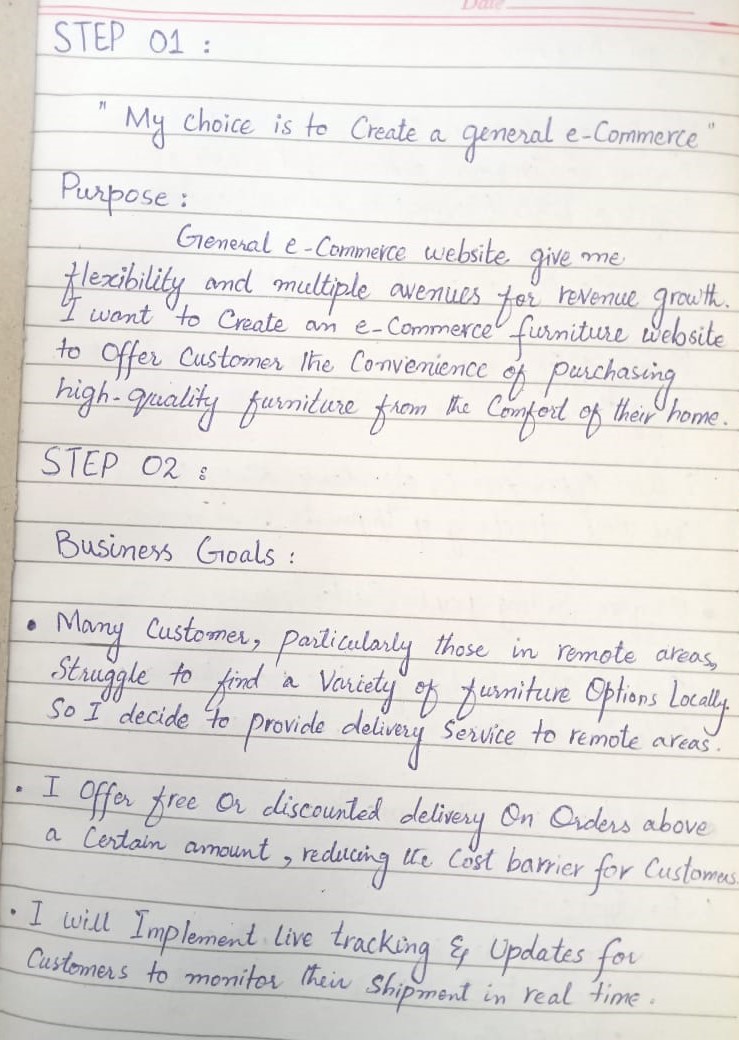 Date
STEP 01 :
" My choice is to Create a general e-Commerce "
Purpose :
General e-Commerce website give me
flexibility and multiple avenues for revenue growth.
I want to Create an e-Commerce furniture website
to Offer Customer the Convenience of purchasing
high-quality furniture from the Comfort of their home.
STEP 02 :
Business Goals :
• Many Customer, particularly those in remote areas,
Struggle to find a Variety of furniture Options Locally.
So I decide to provide delivery Service to remote areas.
• I Offer free Or discounted delivery On Orders above
a Certain amount, reducing the Cost barrier for Customers.
• I will Implement Live tracking & Updates for
Customers to monitor their Shipment in real time.